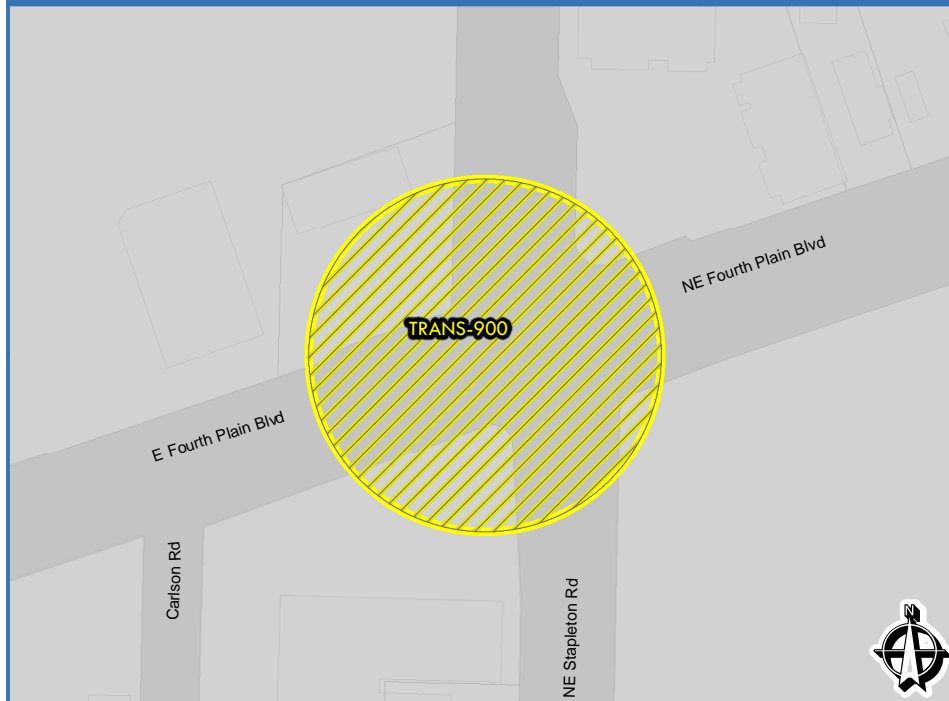 NE Fourth Plain Blvd
TRANS-900
E Fourth Plain Blvd
Carlson Rd
NE Stapleton Rd
N